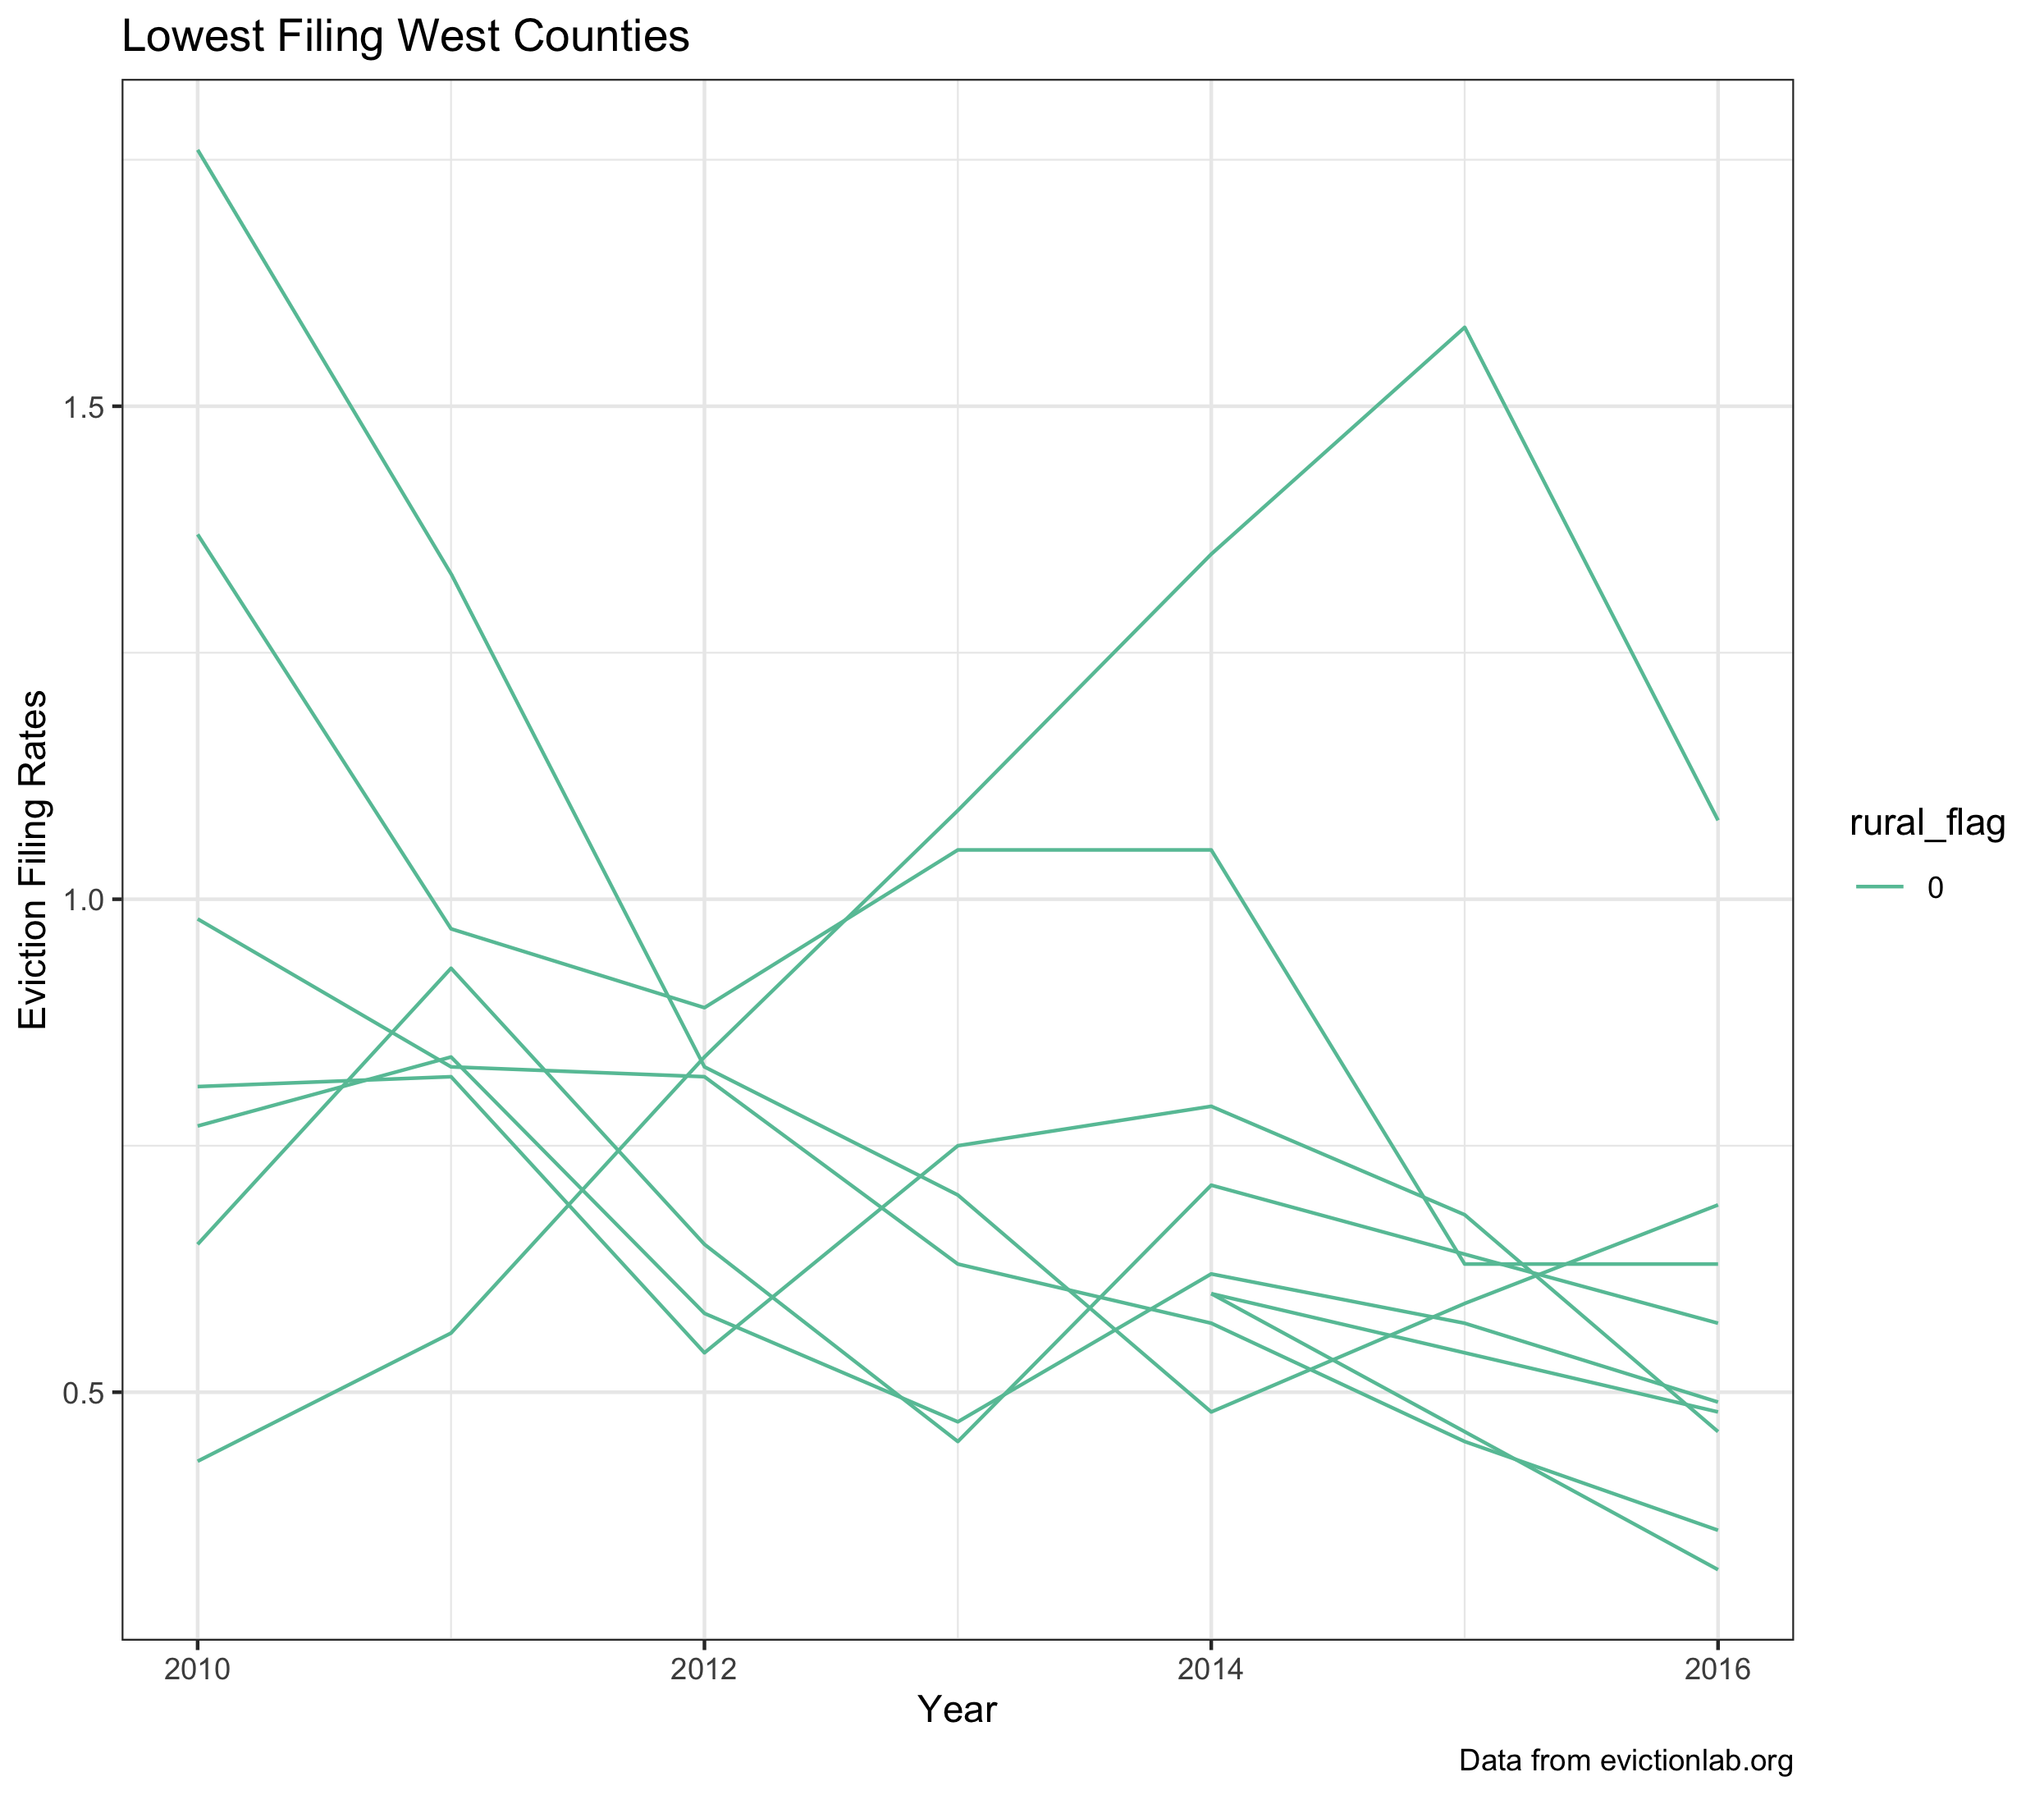 Lowest Filing West Counties
Eviction Filing Rates
1.5
1.0
0.5
2010
2012
2014
2016
Year
rural_flag
0
Data from evictionlab.org